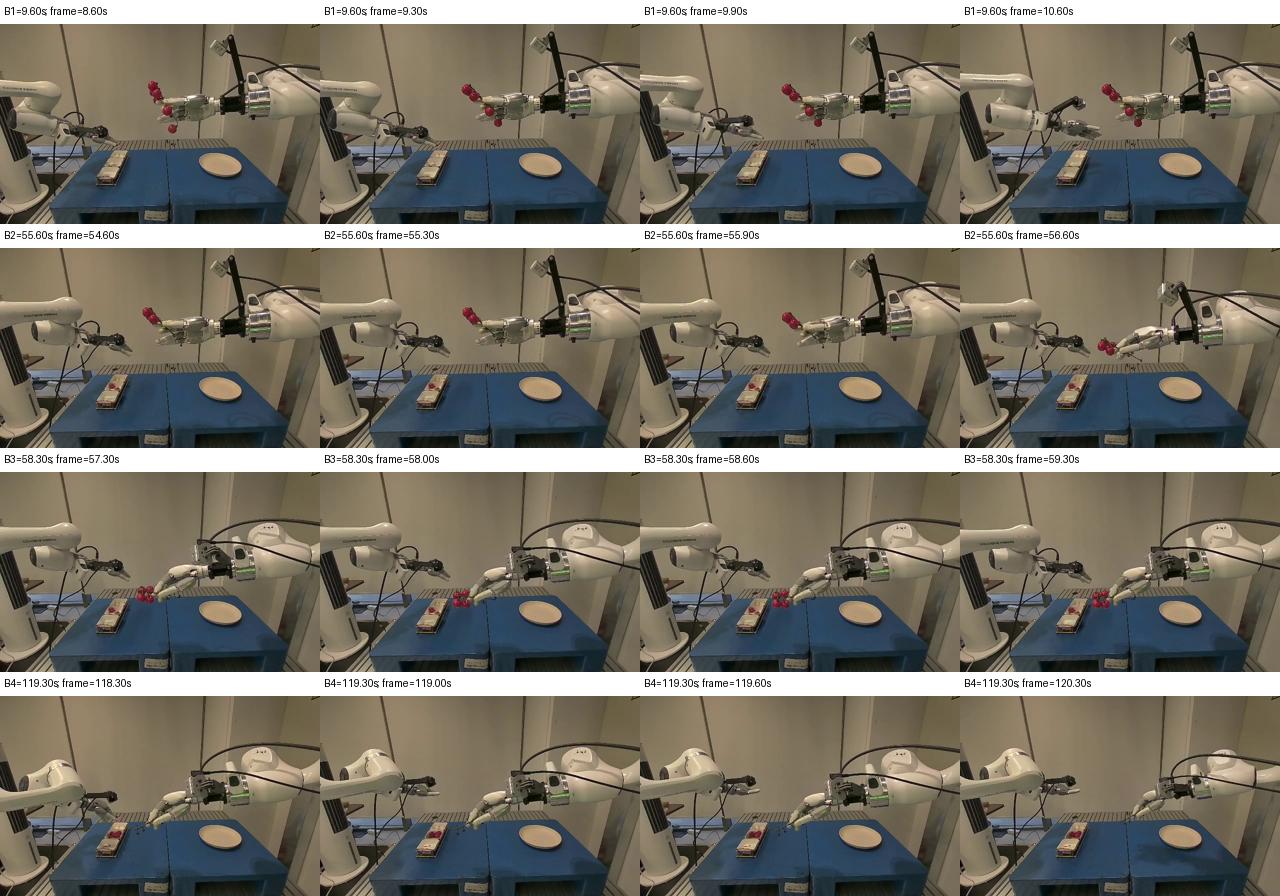 B1=9.60s; frame=8.60s
B1=9.60s; frame=9.30s
B1=9.60s; frame=9.90s
B1=9.60s; frame=10.60s
B2=55.60s; frame=54.60s
B2=55.60s; frame=55.30s
B2=55.60s; frame=55.90s
B2=55.60s; frame=56.60s
B3=58.30s; frame=57.30s
B3=58.30s; frame=58.00s
B3=58.30s; frame=58.60s
B3=58.30s; frame=59.30s
B4=119.30s; frame=118.30s
B4=119.30s; frame=119.00s
B4=119.30s; frame=119.60s
B4=119.30s; frame=120.30s